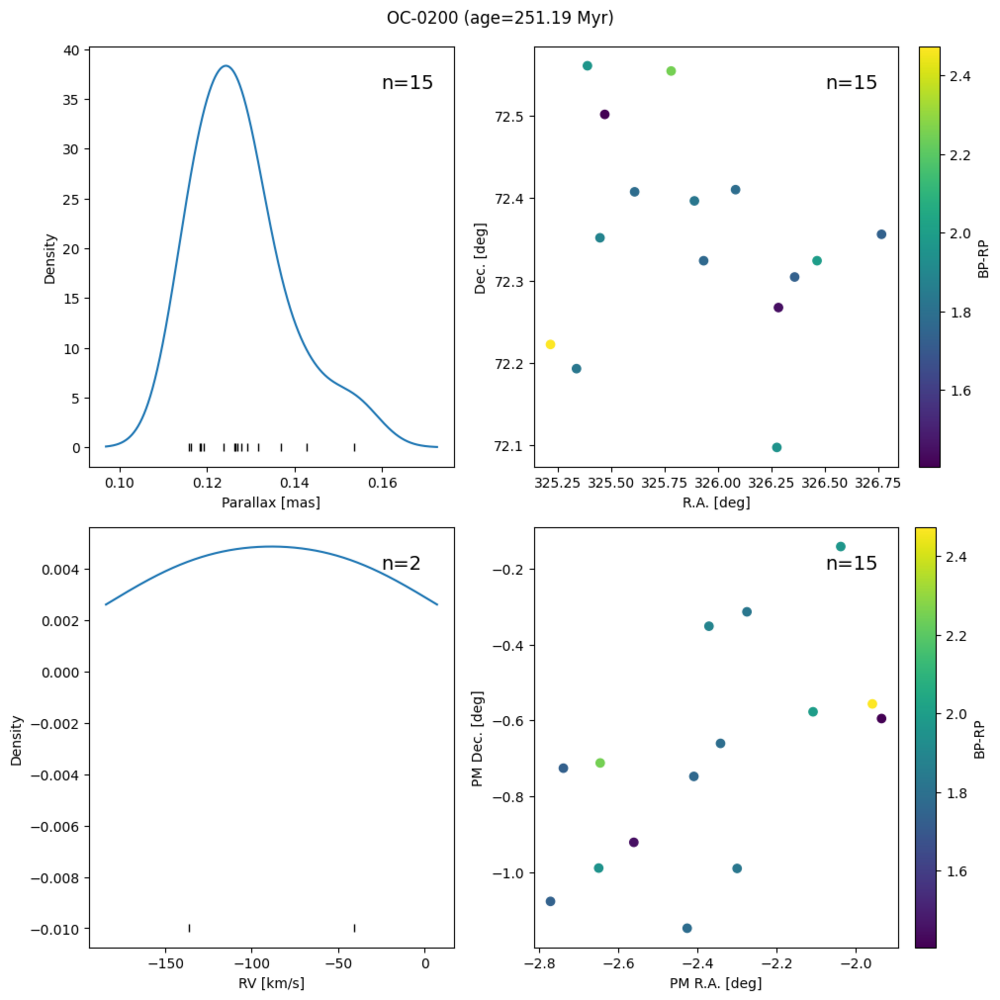 OC-0200 (age=251.19 Myr)
n=15
40
35
30
25
20
15
10
5
0
Density
0.10 0.12 0.14 0.16
Parallax [mas]
n=15
72.5
72.4
72.3
72.2
72.1
Dec. [deg]
325.25 325.50 325.75 326.00 326.25 326.50 326.75
R.A. [deg]
2.4
2.2
2.0
1.8
1.6
BP-RP
n=2
0.004
0.002
0.000
−0.002
−0.004
−0.006
−0.008
−0.010
Density
−150 −100 −50 0
RV [km/s]
n=15
−0.2
−0.4
−0.6
−0.8
−1.0
PM Dec. [deg]
−2.8 −2.6 −2.4 −2.2 −2.0
PM R.A. [deg]
2.4
2.2
2.0
1.8
1.6
BP-RP